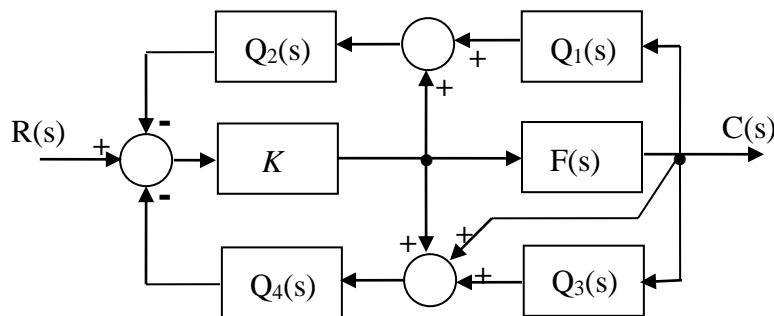 Q2(s)
+
Q1(s)
-
+
R(s)
+
K
F(s)
C(s)
-
+
+
+
Q4(s)
Q3(s)